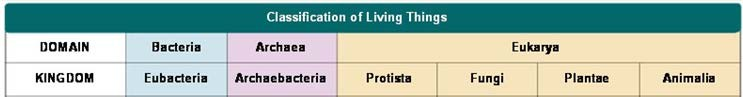 Classification of Living Things
DOMAIN Bacteria Archaea Eukarya
KINGDOM Eubacteria Archaebacteria Protista Fungi Plantae Animalia